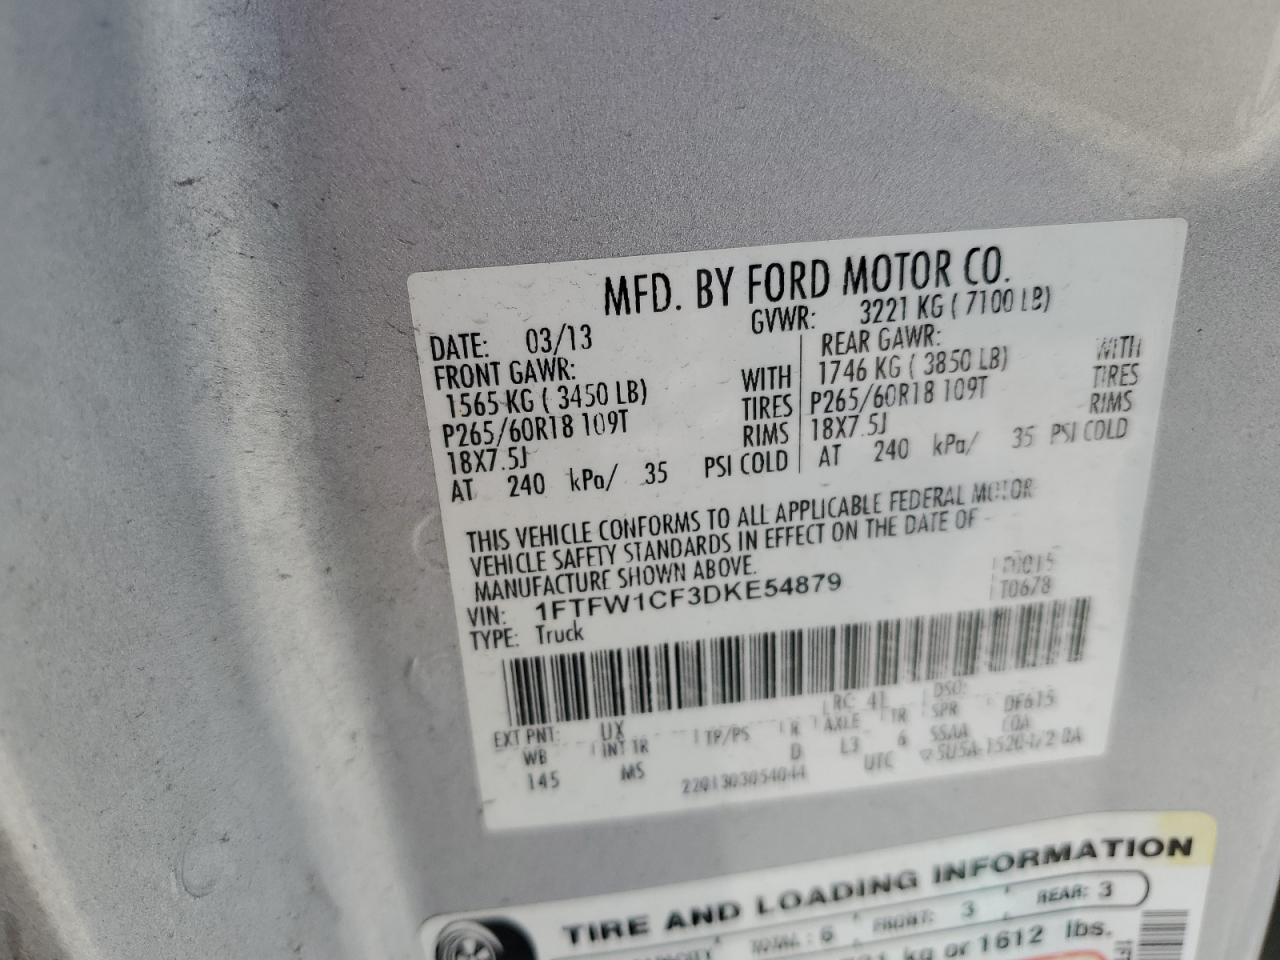 MFD. BY FORD MOTOR CO.
DATE: 03/13 GVWR: 3221 KG ( 7100 LB)
FRONT GAWR: REAR GAWR:
1565 KG ( 3450 LB) WITH 1746 KG ( 3850 LB) WITH
P265/60R18 109T TIRES P265/60R18 109T TIRES
18X7.5J RIMS 18X7.5J RIMS
AT 240 kPa/ 35 PSI COLD AT 240 kPa/ 35 PSI COLD
THIS VEHICLE CONFORMS TO ALL APPLICABLE FEDERAL MOTOR
VEHICLE SAFETY STANDARDS IN EFFECT ON THE DATE OF
MANUFACTURE SHOWN ABOVE.
VIN: 1FTFW1CF3DKE54879 T0678
TYPE: Truck
RC: 41 DSO:
EXT PNT: UX DF615
WB INT TR TP/PS R AXLE TR SPR
145 MS D L3 6 SSAA
2201303054044 UTC
TIRE AND LOADING INFORMATION
TOTAL: 6 FRONT: 3 REAR: 3
kg or 1612 lbs.